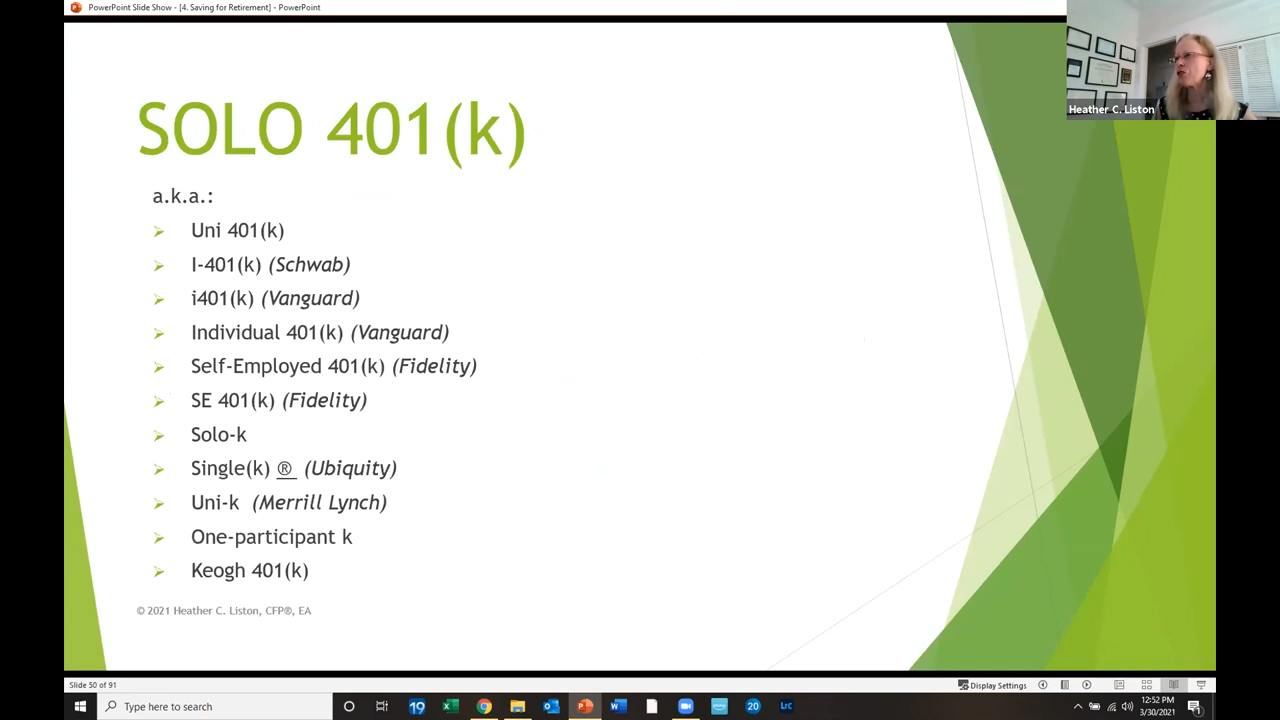 PowerPoint Slide Show - [4. Saving for Retirement] - PowerPoint
Heather C. Liston
SOLO 401(k)
a.k.a.:
Uni 401(k)
I-401(k) (Schwab)
i401(k) (Vanguard)
Individual 401(k) (Vanguard)
Self-Employed 401(k) (Fidelity)
SE 401(k) (Fidelity)
Solo-k
Single(k) ® (Ubiquity)
Uni-k (Merrill Lynch)
One-participant k
Keogh 401(k)
© 2021 Heather C. Liston, CFP®, EA
Slide 50 of 91
Display Settings
Type here to search
19
20
Lrc
12:52 PM
3/30/2021